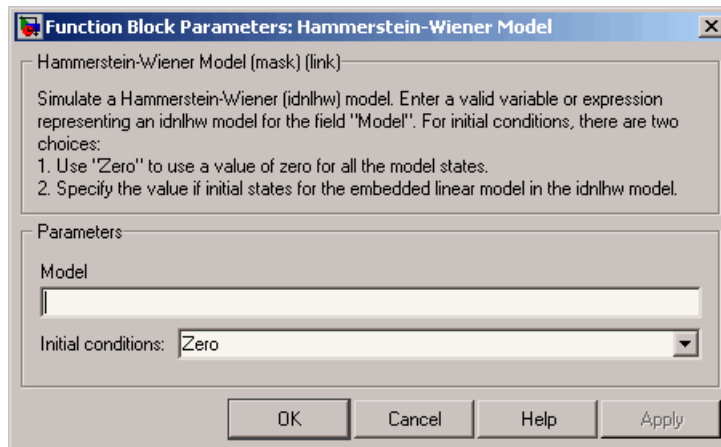 Function Block Parameters: Hammerstein-Wiener Model
Hammerstein-Wiener Model (mask) (link)
Simulate a Hammerstein-Wiener (idnlhw) model. Enter a valid variable or expression
representing an idnlhw model for the field "Model". For initial conditions, there are two
choices:
1. Use "Zero" to use a value of zero for all the model states.
2. Specify the value if initial states for the embedded linear model in the idnlhw model.
Parameters
Model
Initial conditions: Zero
OK Cancel Help Apply